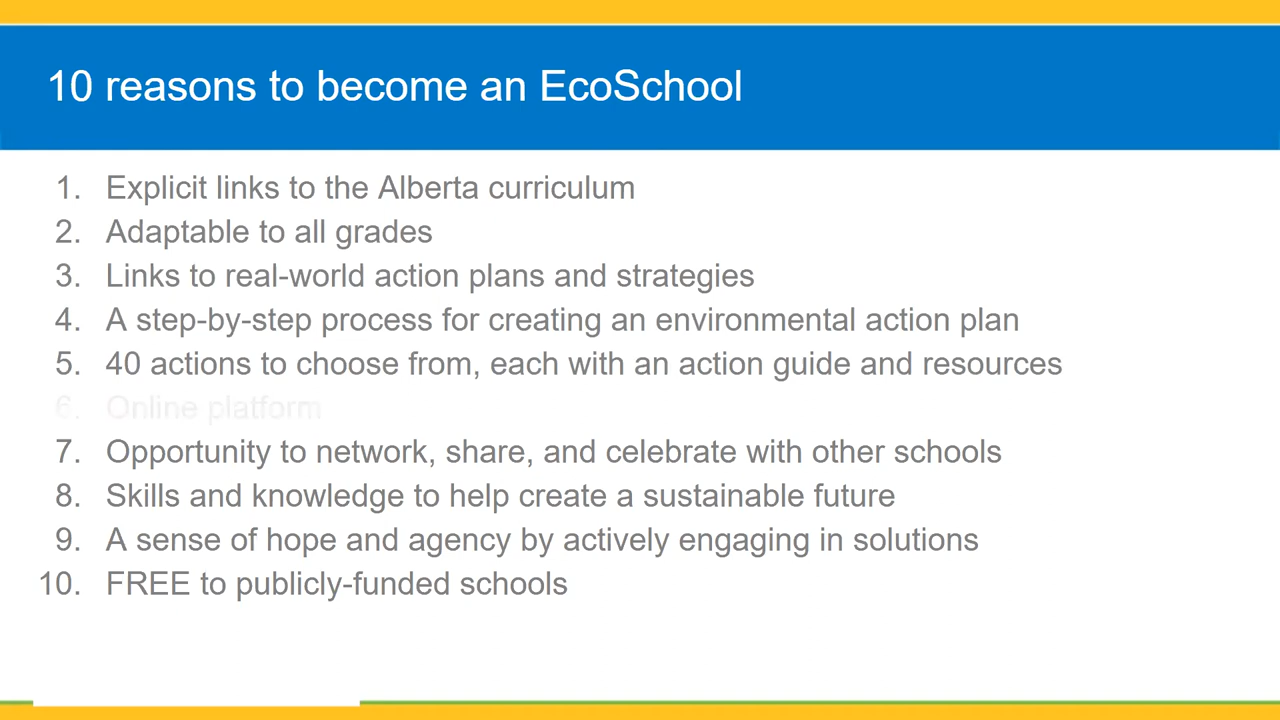 10 reasons to become an EcoSchool
1. Explicit links to the Alberta curriculum
2. Adaptable to all grades
3. Links to real-world action plans and strategies
4. A step-by-step process for creating an environmental action plan
5. 40 actions to choose from, each with an action guide and resources
6. Online platform
7. Opportunity to network, share, and celebrate with other schools
8. Skills and knowledge to help create a sustainable future
9. A sense of hope and agency by actively engaging in solutions
10. FREE to publicly-funded schools